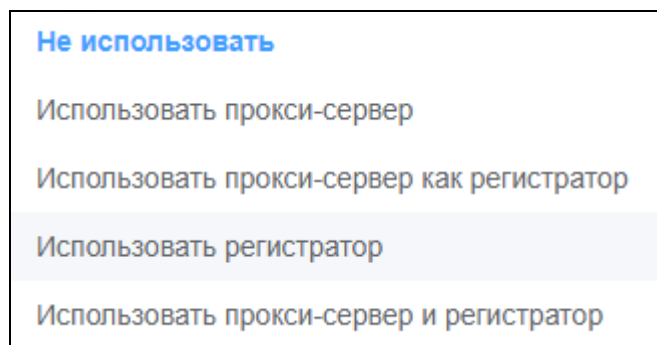 Не использовать
Использовать прокси-сервер
Использовать прокси-сервер как регистратор
Использовать регистратор
Использовать прокси-сервер и регистратор